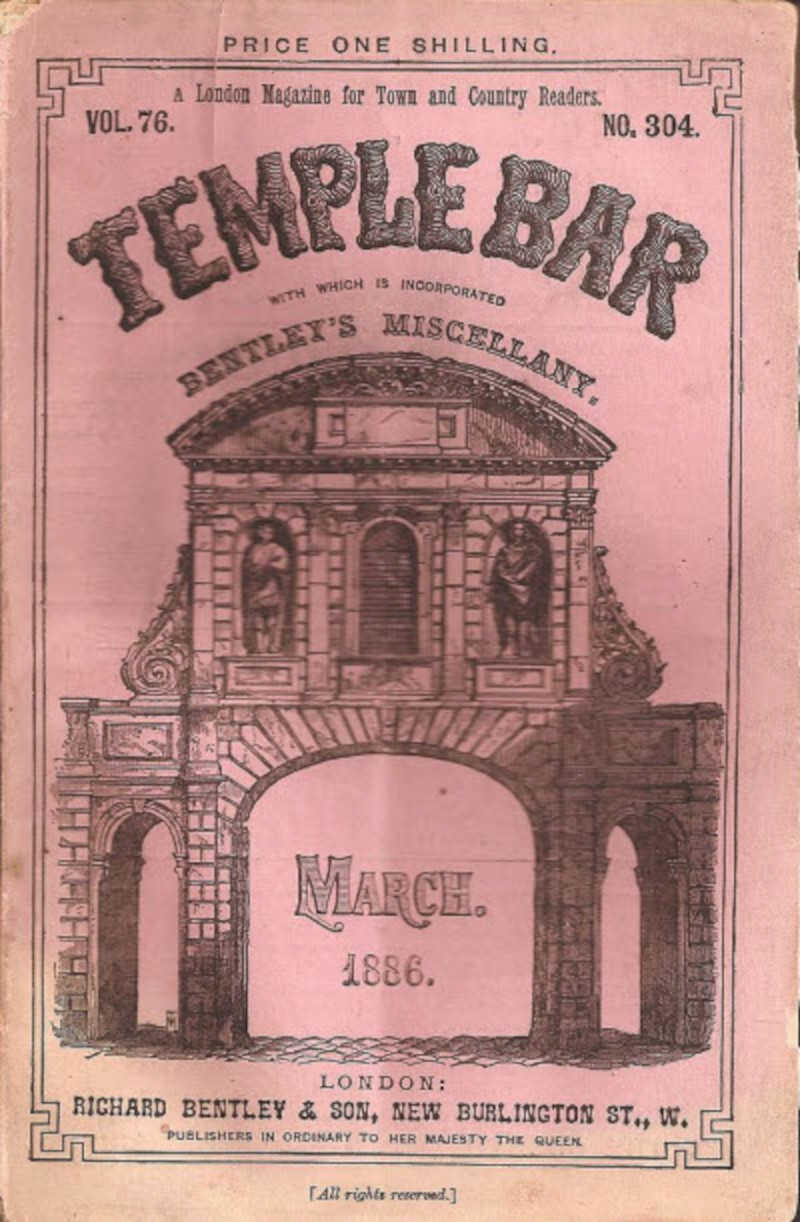 PRICE ONE SHILLING.
A London Magazine for Town and Country Readers.
VOL. 76.
NO. 304.
TEMPLE BAR
WITH WHICH IS INCORPORATED
BENTLEY'S MISCELLANY.
MARCH.
1886.
LONDON:
RICHARD BENTLEY & SON, NEW BURLINGTON ST., W.
PUBLISHERS IN ORDINARY TO HER MAJESTY THE QUEEN.
[All rights reserved.]